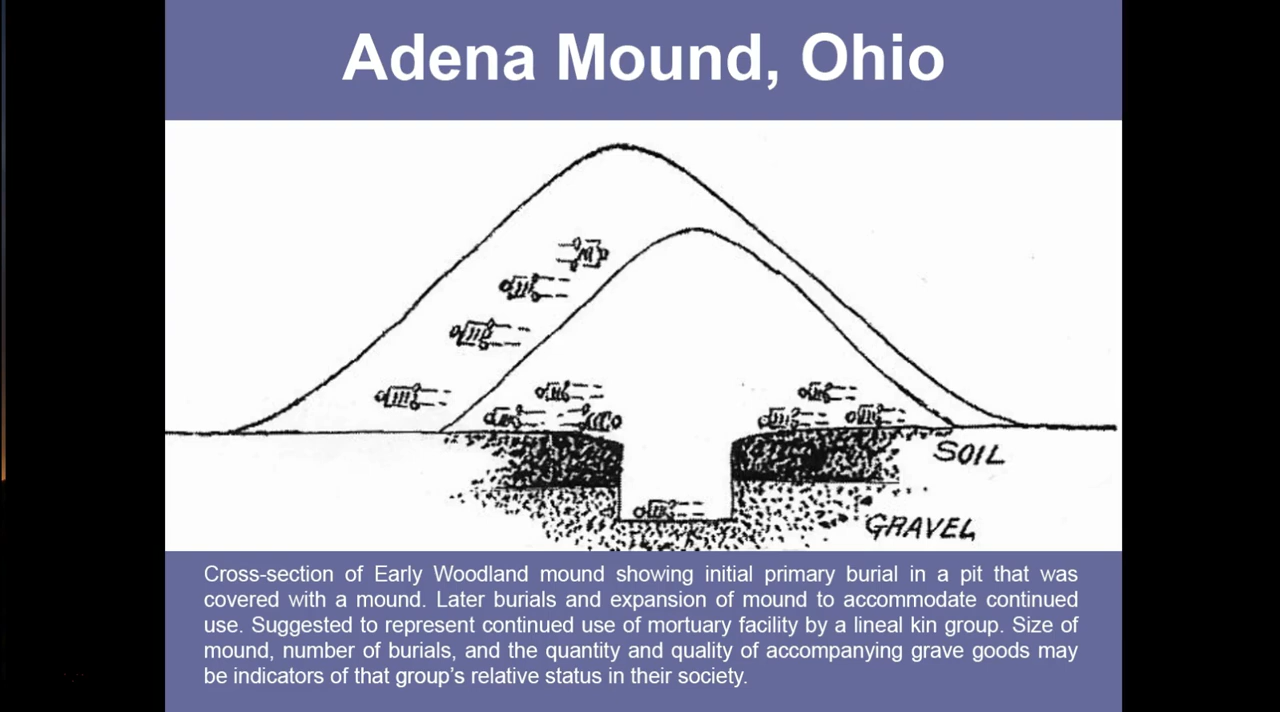 Adena Mound, Ohio
SOIL
GRAVEL
Cross-section of Early Woodland mound showing initial primary burial in a pit that was
covered with a mound. Later burials and expansion of mound to accommodate continued
use. Suggested to represent continued use of mortuary facility by a lineal kin group. Size of
mound, number of burials, and the quantity and quality of accompanying grave goods may
be indicators of that group's relative status in their society.